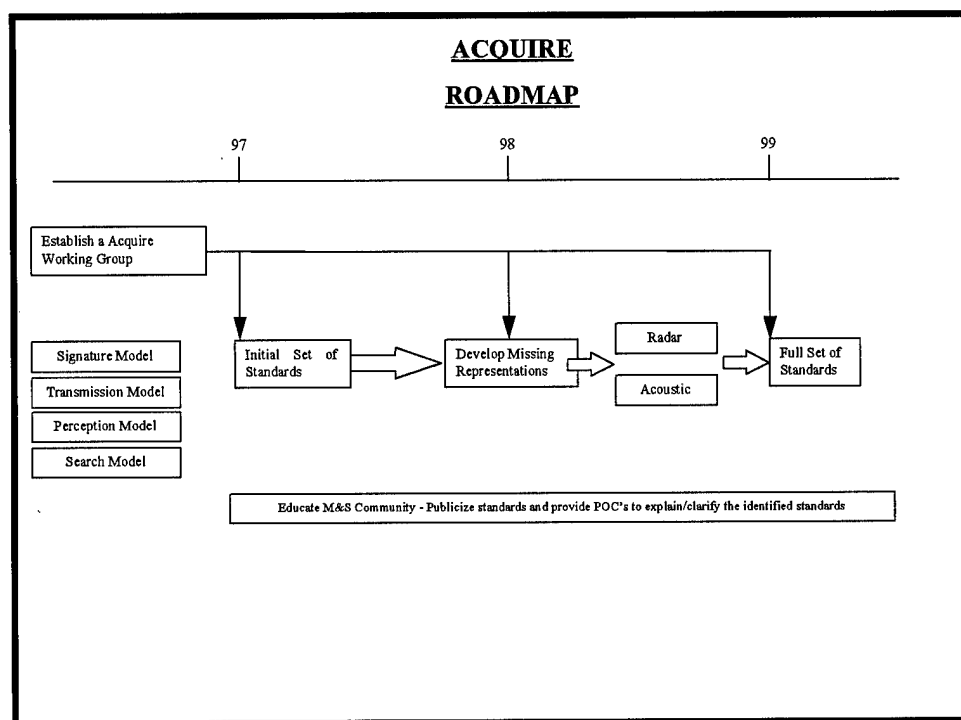 ACQUIRE
ROADMAP
97 98 99
Establish a Acquire
Working Group
Signature Model
Transmission Model
Perception Model
Search Model
Initial Set of
Standards
Develop Missing
Representations
Radar
Acoustic
Full Set of
Standards
Educate M&S Community - Publicize standards and provide POC's to explain/clarify the identified standards